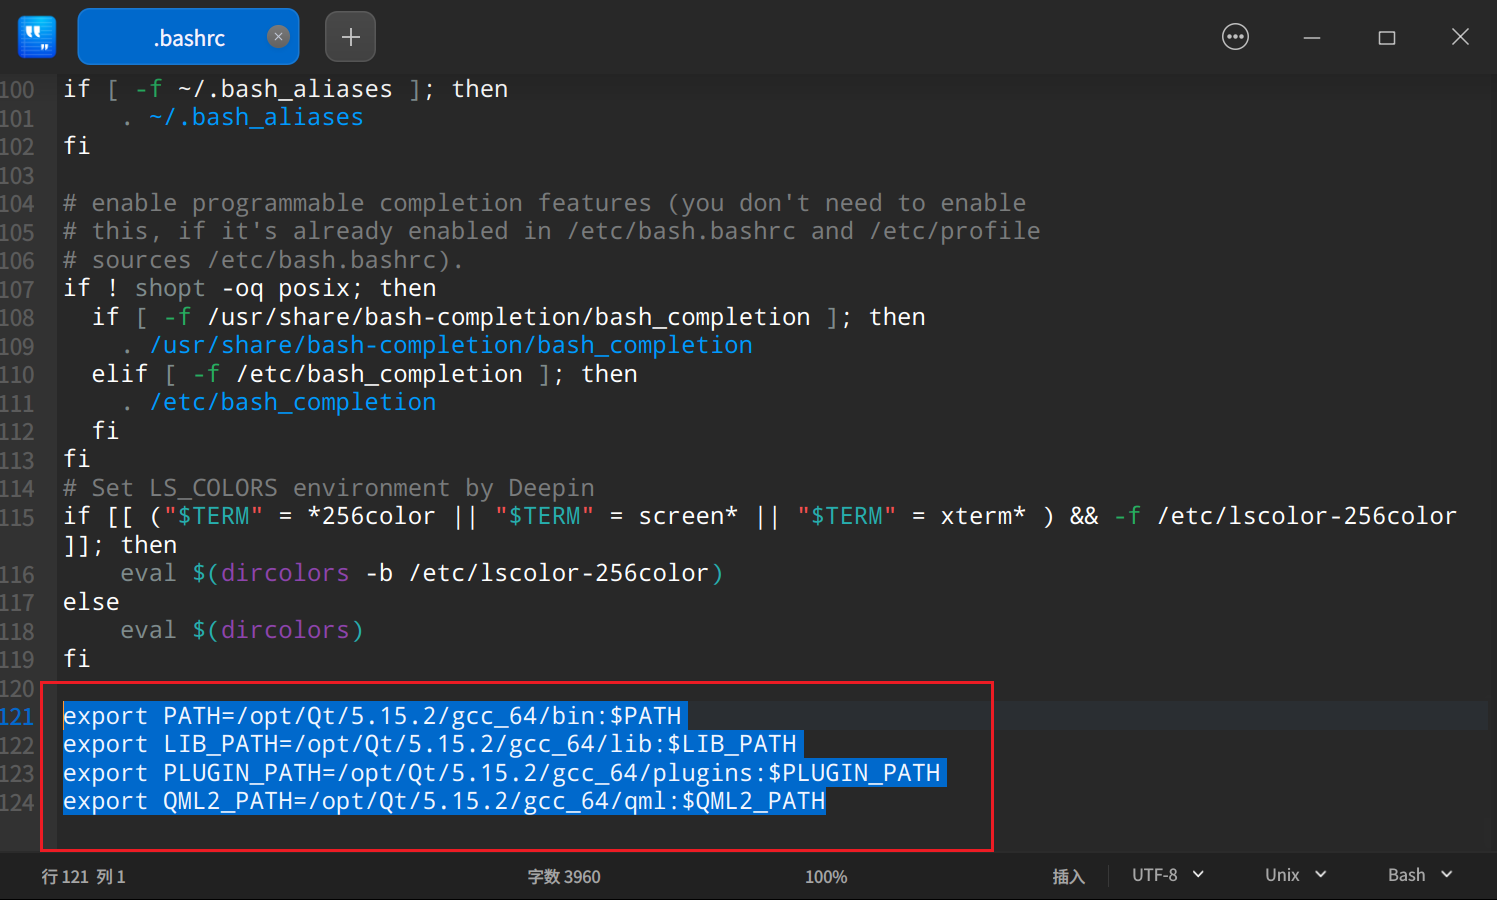 .bashrc
100 if [ -f ~/.bash_aliases ]; then
101     . ~/.bash_aliases
102 fi
103
104 # enable programmable completion features (you don't need to enable
105 # this, if it's already enabled in /etc/bash.bashrc and /etc/profile
106 # sources /etc/bash.bashrc).
107 if ! shopt -oq posix; then
108   if [ -f /usr/share/bash-completion/bash_completion ]; then
109     . /usr/share/bash-completion/bash_completion
110   elif [ -f /etc/bash_completion ]; then
111     . /etc/bash_completion
112   fi
113 fi
114 # Set LS_COLORS environment by Deepin
115 if [[ ("$TERM" = *256color || "$TERM" = screen* || "$TERM" = xterm* ) && -f /etc/lscolor-256color
]]; then
116     eval $(dircolors -b /etc/lscolor-256color)
117 else
118     eval $(dircolors)
119 fi
120
121 export PATH=/opt/Qt/5.15.2/gcc_64/bin:$PATH
122 export LIB_PATH=/opt/Qt/5.15.2/gcc_64/lib:$LIB_PATH
123 export PLUGIN_PATH=/opt/Qt/5.15.2/gcc_64/plugins:$PLUGIN_PATH
124 export QML2_PATH=/opt/Qt/5.15.2/gcc_64/qml:$QML2_PATH
行 121 列 1 字数 3960 100% 插入 UTF-8 Unix Bash